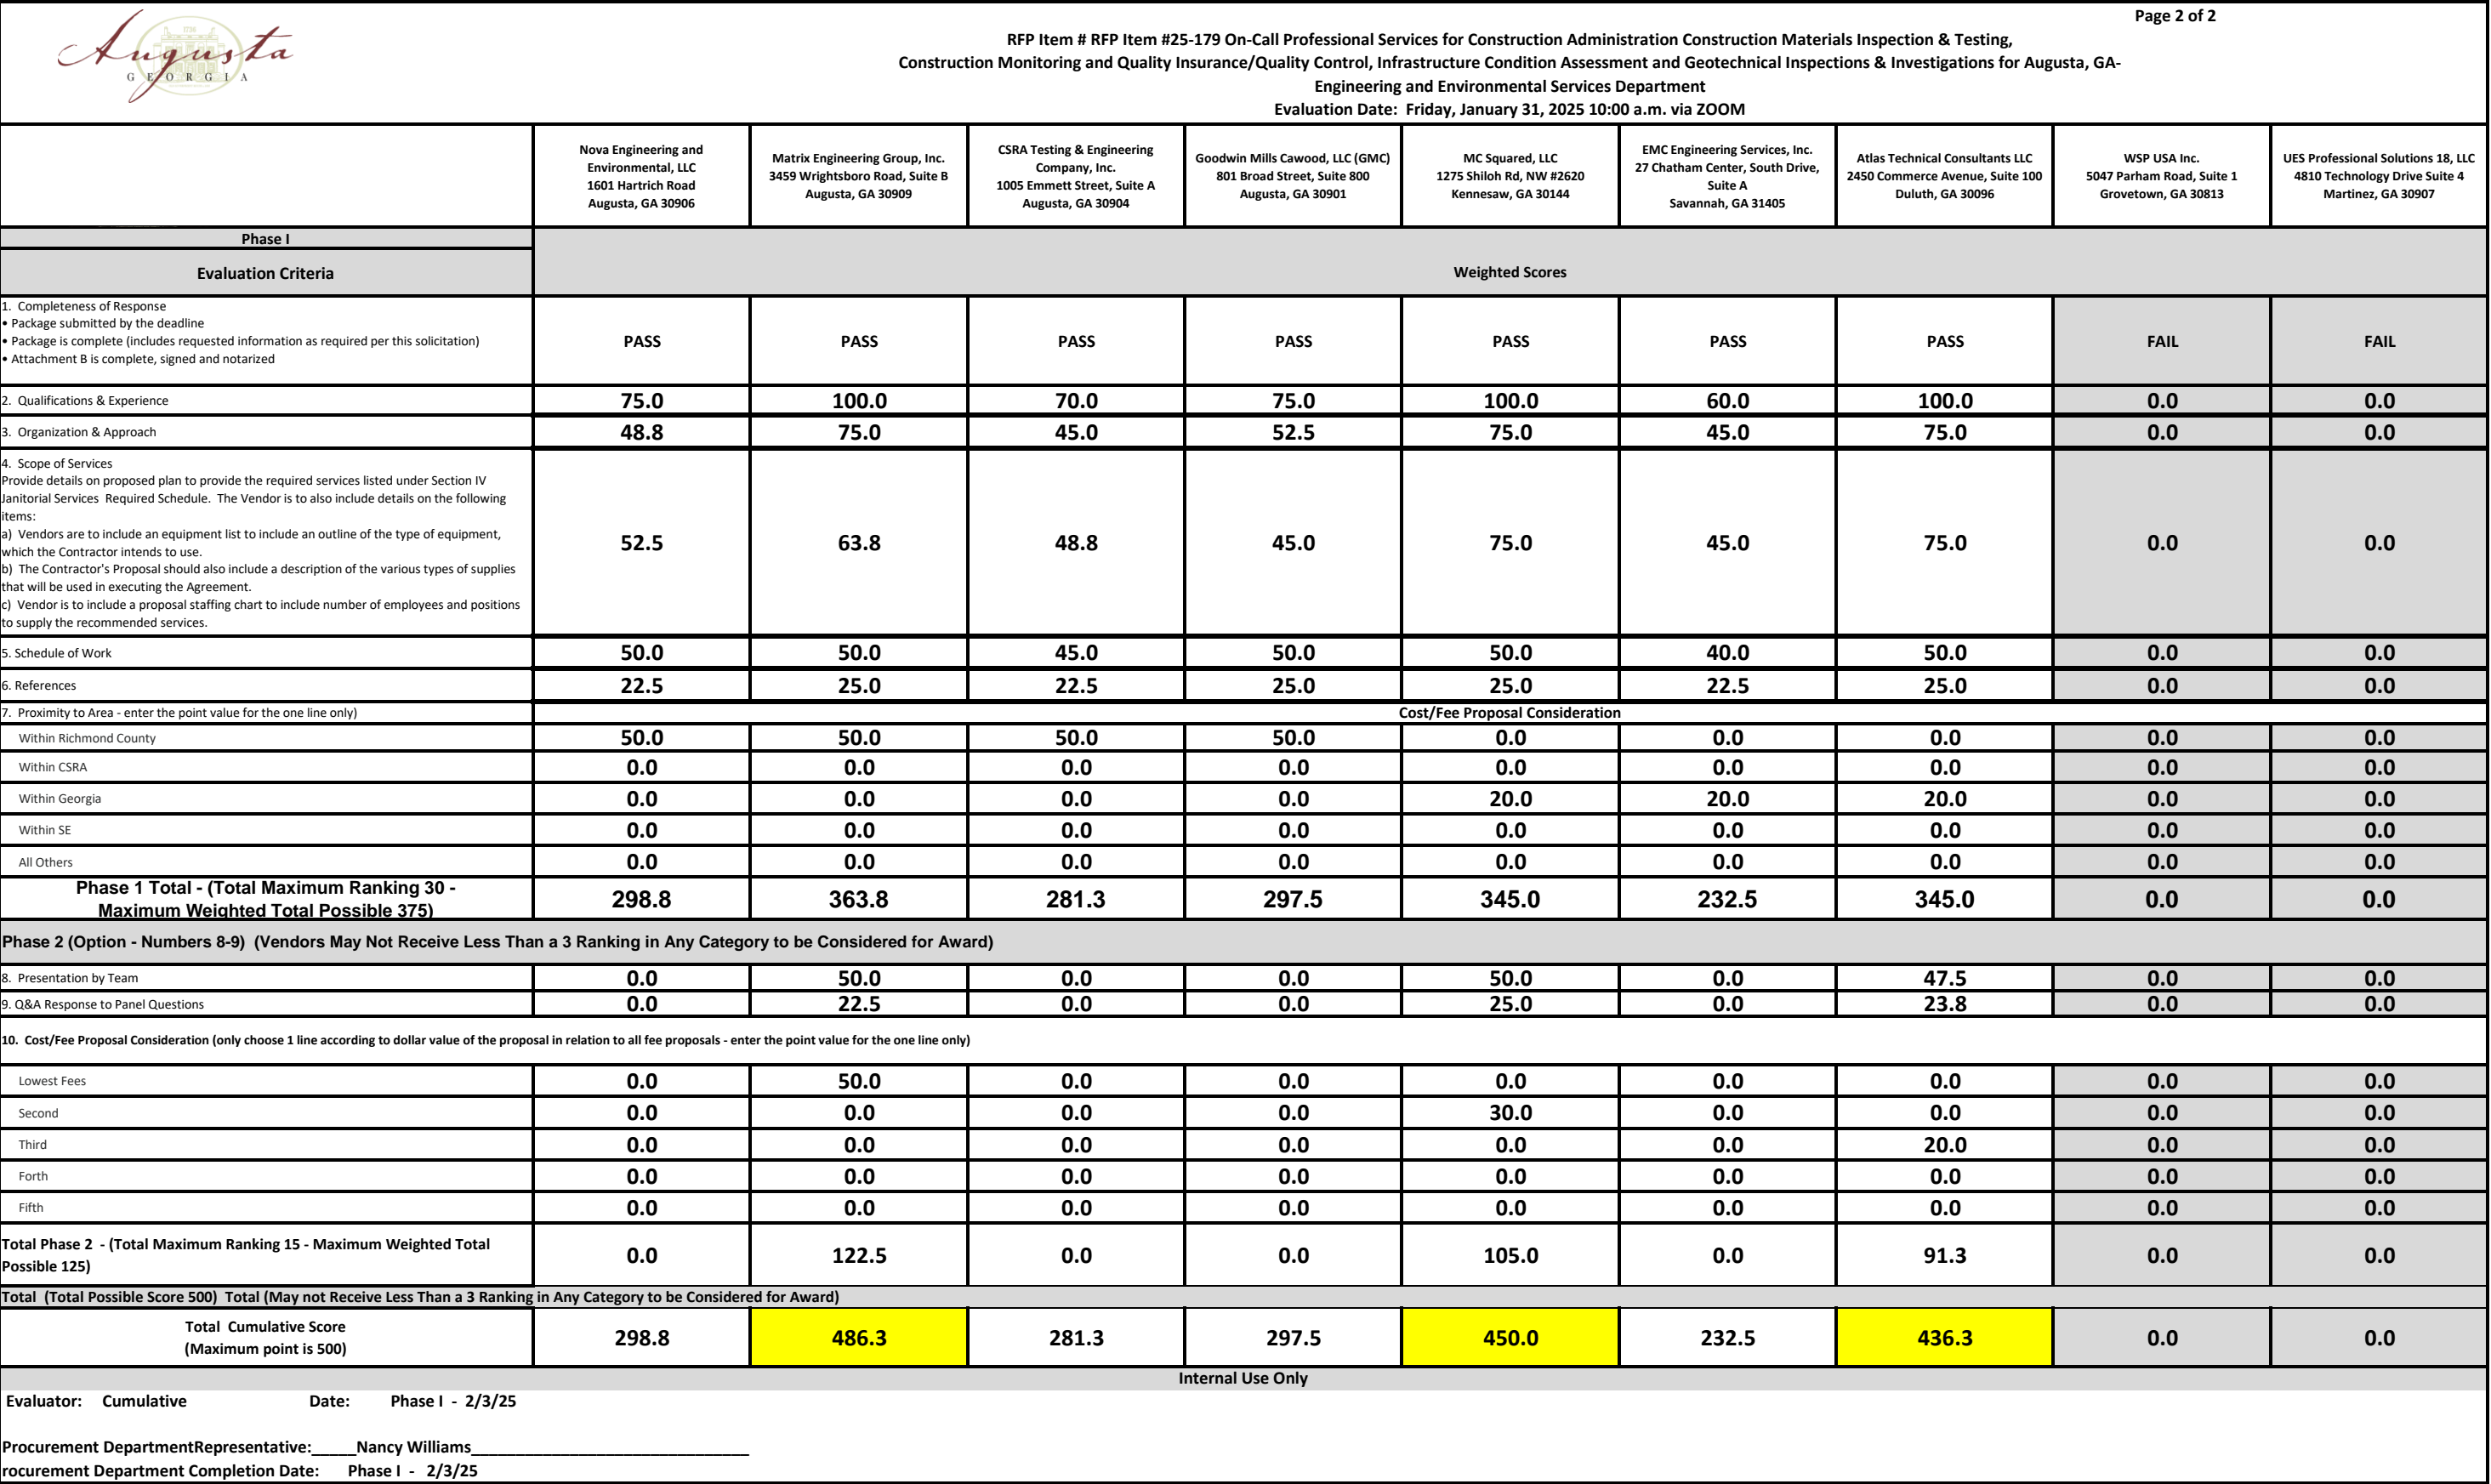 Page 2 of 2
Augusta
GEORGIA
RFP Item # RFP Item #25-179 On-Call Professional Services for Construction Administration Construction Materials Inspection & Testing,
Construction Monitoring and Quality Insurance/Quality Control, Infrastructure Condition Assessment and Geotechnical Inspections & Investigations for Augusta, GA-
Engineering and Environmental Services Department
Evaluation Date: Friday, January 31, 2025 10:00 a.m. via ZOOM
Nova Engineering and
Environmental, LLC
1601 Hartrich Road
Augusta, GA 30906
Matrix Engineering Group, Inc.
3459 Wrightsboro Road, Suite B
Augusta, GA 30909
CSRA Testing & Engineering
Company, Inc.
1005 Emmett Street, Suite A
Augusta, GA 30904
Goodwin Mills Cawood, LLC (GMC)
801 Broad Street, Suite 800
Augusta, GA 30901
MC Squared, LLC
1275 Shiloh Rd, NW #2620
Kennesaw, GA 30144
EMC Engineering Services, Inc.
27 Chatham Center, South Drive,
Suite A
Savannah, GA 31405
Atlas Technical Consultants LLC
2450 Commerce Avenue, Suite 100
Duluth, GA 30096
WSP USA Inc.
5047 Parham Road, Suite 1
Grovetown, GA 30813
UES Professional Solutions 18, LLC
4810 Technology Drive Suite 4
Martinez, GA 30907
Phase I
Evaluation Criteria
Weighted Scores
1. Completeness of Response
• Package submitted by the deadline
• Package is complete (includes requested information as required per this solicitation)
• Attachment B is complete, signed and notarized
PASS PASS PASS PASS PASS PASS PASS FAIL FAIL
2. Qualifications & Experience 75.0 100.0 70.0 75.0 100.0 60.0 100.0 0.0 0.0
3. Organization & Approach 48.8 75.0 45.0 52.5 75.0 45.0 75.0 0.0 0.0
4. Scope of Services
Provide details on proposed plan to provide the required services listed under Section IV
Janitorial Services Required Schedule. The Vendor is to also include details on the following
items:
a) Vendors are to include an equipment list to include an outline of the type of equipment,
which the Contractor intends to use.
b) The Contractor's Proposal should also include a description of the various types of supplies
that will be used in executing the Agreement.
c) Vendor is to include a proposal staffing chart to include number of employees and positions
to supply the recommended services.
52.5 63.8 48.8 45.0 75.0 45.0 75.0 0.0 0.0
5. Schedule of Work 50.0 50.0 45.0 50.0 50.0 40.0 50.0 0.0 0.0
6. References 22.5 25.0 22.5 25.0 25.0 22.5 25.0 0.0 0.0
7. Proximity to Area - enter the point value for the one line only) Cost/Fee Proposal Consideration
Within Richmond County 50.0 50.0 50.0 50.0 0.0 0.0 0.0 0.0 0.0
Within CSRA 0.0 0.0 0.0 0.0 0.0 0.0 0.0 0.0 0.0
Within Georgia 0.0 0.0 0.0 0.0 20.0 20.0 20.0 0.0 0.0
Within SE 0.0 0.0 0.0 0.0 0.0 0.0 0.0 0.0 0.0
All Others 0.0 0.0 0.0 0.0 0.0 0.0 0.0 0.0 0.0
Phase 1 Total - (Total Maximum Ranking 30 -
Maximum Weighted Total Possible 375)
298.8 363.8 281.3 297.5 345.0 232.5 345.0 0.0 0.0
Phase 2 (Option - Numbers 8-9) (Vendors May Not Receive Less Than a 3 Ranking in Any Category to be Considered for Award)
8. Presentation by Team 0.0 50.0 0.0 0.0 50.0 0.0 47.5 0.0 0.0
9. Q&A Response to Panel Questions 0.0 22.5 0.0 0.0 25.0 0.0 23.8 0.0 0.0
10. Cost/Fee Proposal Consideration (only choose 1 line according to dollar value of the proposal in relation to all fee proposals - enter the point value for the one line only)
Lowest Fees 0.0 50.0 0.0 0.0 0.0 0.0 0.0 0.0 0.0
Second 0.0 0.0 0.0 0.0 30.0 0.0 0.0 0.0 0.0
Third 0.0 0.0 0.0 0.0 0.0 0.0 20.0 0.0 0.0
Forth 0.0 0.0 0.0 0.0 0.0 0.0 0.0 0.0 0.0
Fifth 0.0 0.0 0.0 0.0 0.0 0.0 0.0 0.0 0.0
Total Phase 2 - (Total Maximum Ranking 15 - Maximum Weighted Total
Possible 125)
0.0 122.5 0.0 0.0 105.0 0.0 91.3 0.0 0.0
Total (Total Possible Score 500) Total (May not Receive Less Than a 3 Ranking in Any Category to be Considered for Award)
Total Cumulative Score
(Maximum point is 500)
298.8 486.3 281.3 297.5 450.0 232.5 436.3 0.0 0.0
Internal Use Only
Evaluator: Cumulative Date: Phase I - 2/3/25
Procurement DepartmentRepresentative:_____Nancy Williams_______________________________
rocurement Department Completion Date: Phase I - 2/3/25